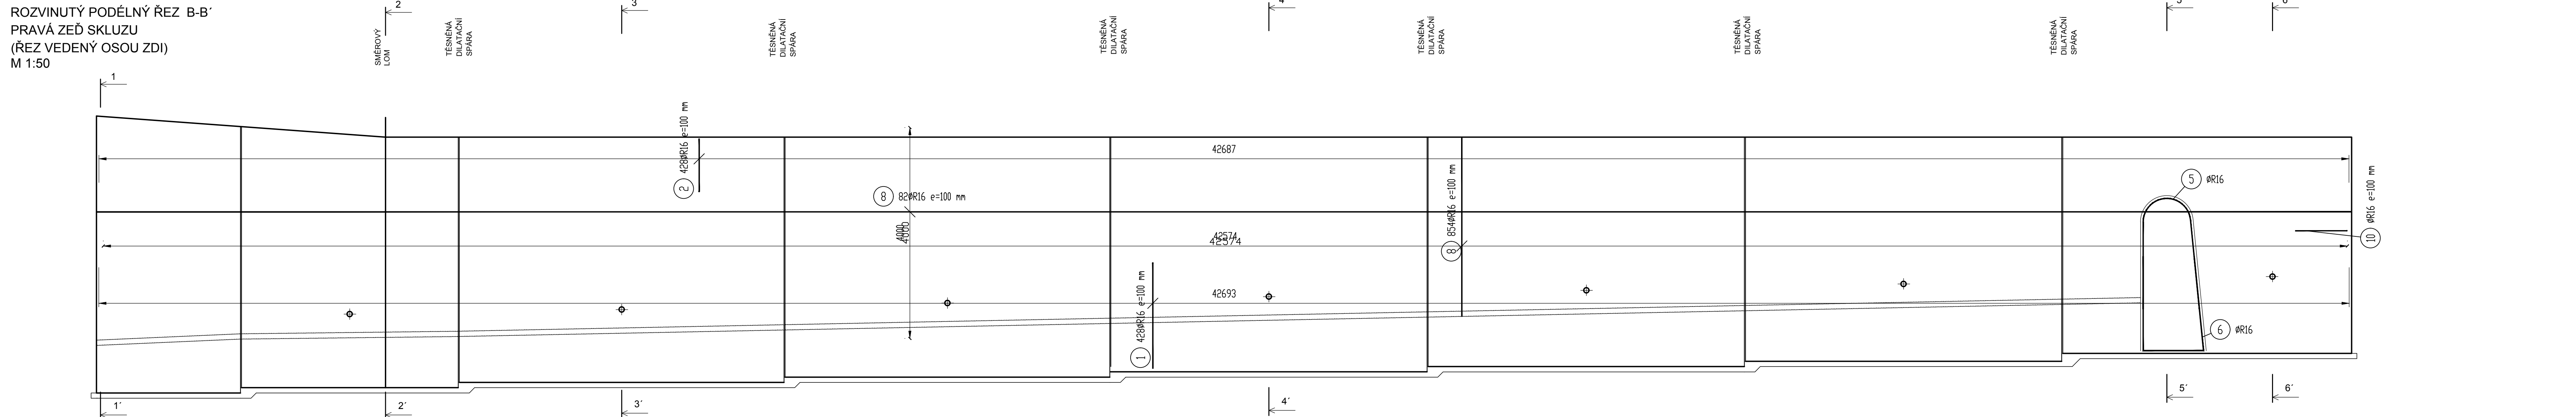 ROZVINUTÝ PODÉLNÝ ŘEZ B-B´
PRAVÁ ZEĎ SKLUZU
(ŘEZ VEDENÝ OSOU ZDI)
M 1:50
1
2
3
4
5
6
SMĚROVÝ
LOM
TĚSNĚNÁ
DILATAČNÍ
SPÁRA
TĚSNĚNÁ
DILATAČNÍ
SPÁRA
TĚSNĚNÁ
DILATAČNÍ
SPÁRA
TĚSNĚNÁ
DILATAČNÍ
SPÁRA
TĚSNĚNÁ
DILATAČNÍ
SPÁRA
TĚSNĚNÁ
DILATAČNÍ
SPÁRA
2 428ØR16 e=100 mm
42687
8 82ØR16 e=100 mm
8 854ØR16 e=100 mm
5 ØR16
10 ØR16 e=100 mm
4000
4000
42574
42574
1 428ØR16 e=100 mm
42693
6 ØR16
1´
2´
3´
4´
5´
6´